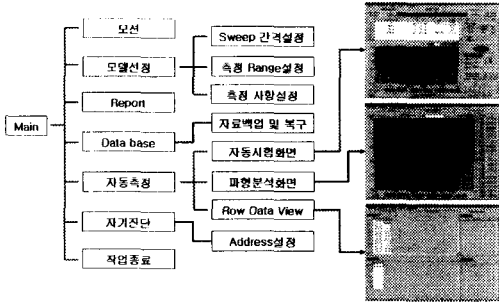 모션
모델선정
Report
Main
Data base
자동측정
자기진단
작업종료
Sweep 간격설정
측정 Range설정
측정 사항설정
자료백업 및 복구
자동시험화면
파형분석화면
Row Data View
Address설정